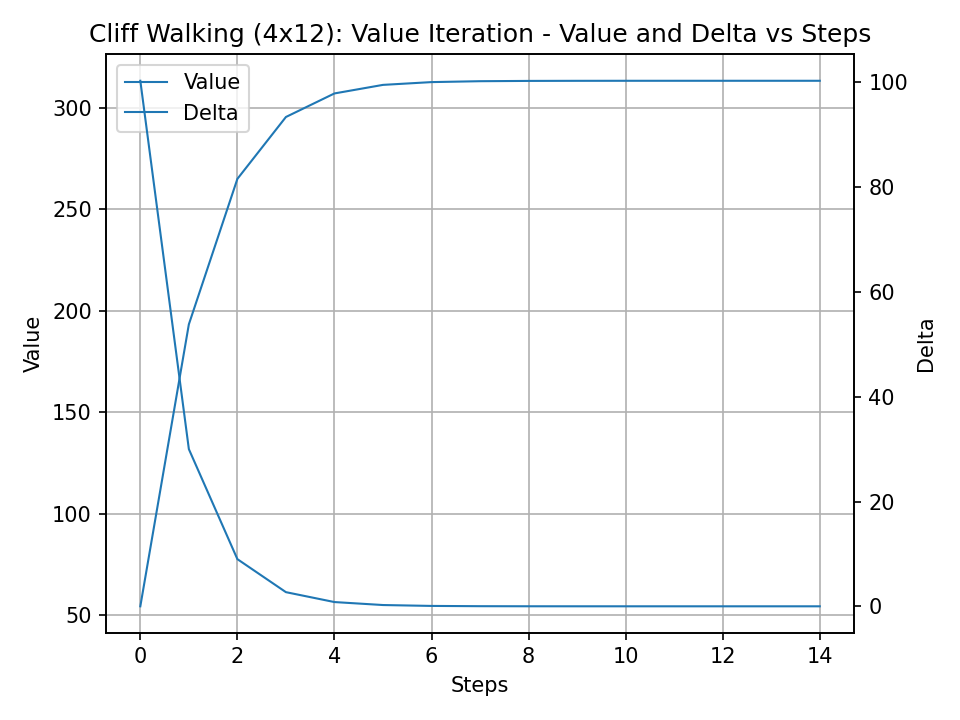 Cliff Walking (4x12): Value Iteration - Value and Delta vs Steps
Value
Delta
300
250
200
150
100
50
Value
100
80
60
40
20
0
Delta
0 2 4 6 8 10 12 14
Steps